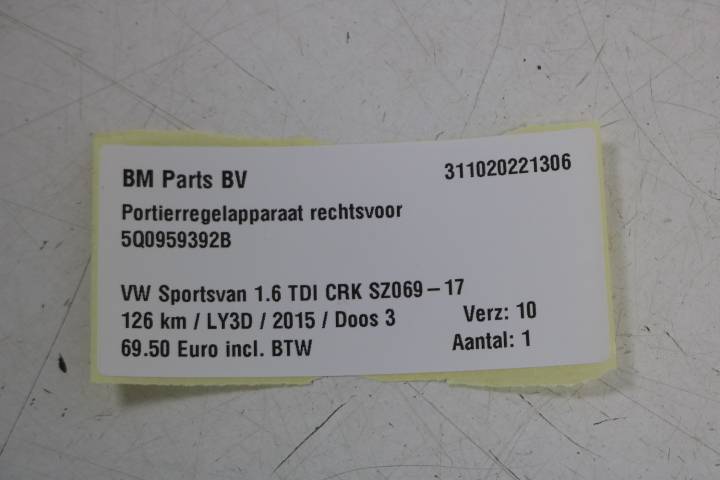 BM Parts BV 311020221306
Portierregelapparaat rechtsvoor
5Q0959392B
VW Sportsvan 1.6 TDI CRK SZ069-17
126 km / LY3D / 2015 / Doos 3 Verz: 10
69.50 Euro incl. BTW Aantal: 1